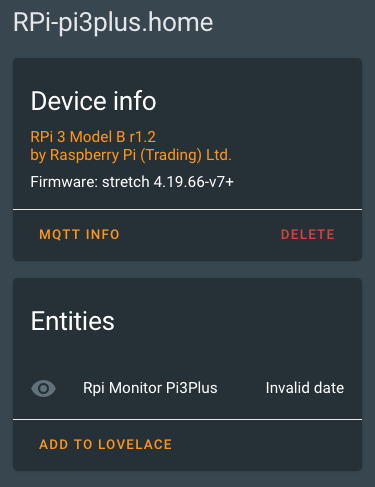 RPi-pi3plus.home
Device info
RPi 3 Model B r1.2
by Raspberry Pi (Trading) Ltd.
Firmware: stretch 4.19.66-v7+
MQTT INFO DELETE
Entities
Rpi Monitor Pi3Plus Invalid date
ADD TO LOVELACE